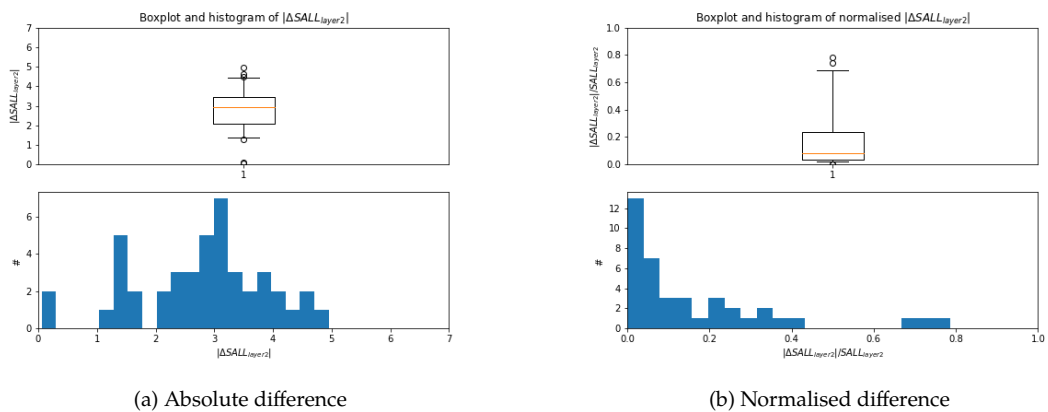 Boxplot and histogram of |ΔSALL_layer2|
7
6
5
4
3
2
1
0
|ΔSALL_layer2|
1
6
4
2
0
#
0 1 2 3 4 5 6 7
|ΔSALL_layer2|
(a) Absolute difference
Boxplot and histogram of normalised |ΔSALL_layer2|
1.0
0.8
0.6
0.4
0.2
0.0
|ΔSALL_layer2|/SALL_layer2
1
12
10
8
6
4
2
0
#
0.0 0.2 0.4 0.6 0.8 1.0
|ΔSALL_layer2|/SALL_layer2
(b) Normalised difference